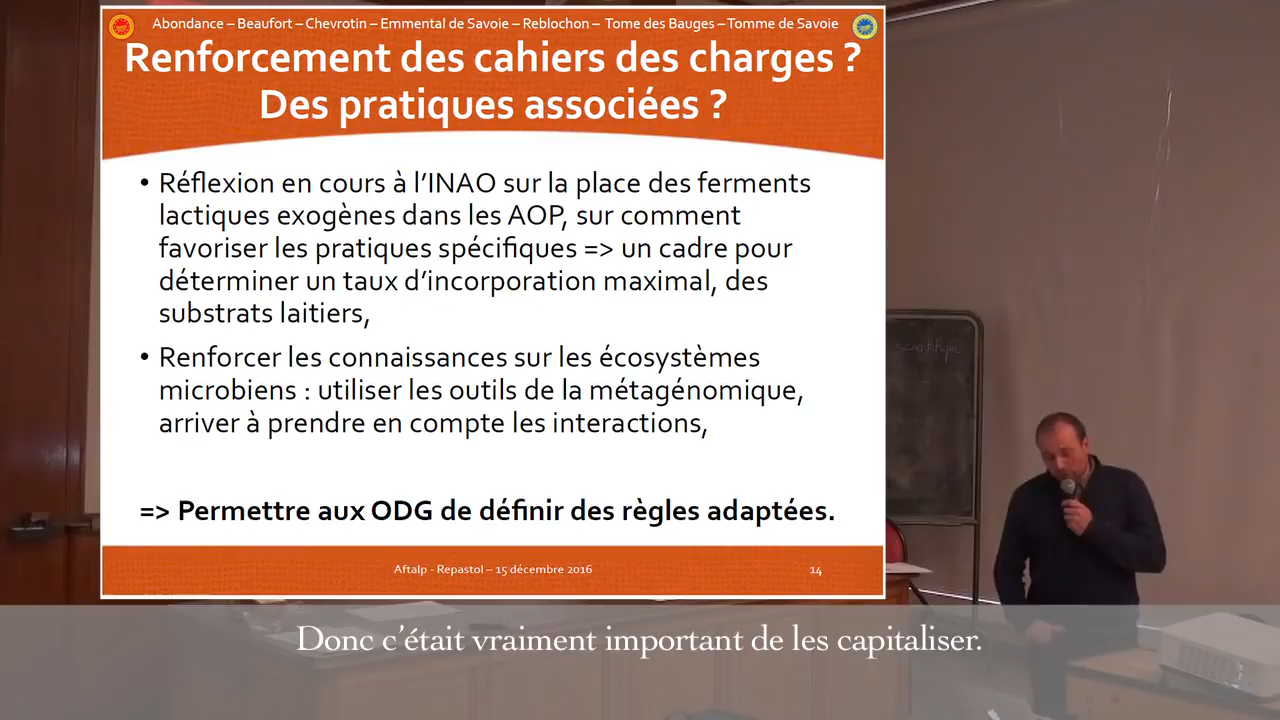 Abondance – Beaufort – Chevrotin – Emmental de Savoie – Reblochon – Tome des Bauges – Tomme de Savoie
Renforcement des cahiers des charges ?
Des pratiques associées ?
• Réflexion en cours à l’INAO sur la place des ferments
lactiques exogènes dans les AOP, sur comment
favoriser les pratiques spécifiques => un cadre pour
déterminer un taux d’incorporation maximal, des
substrats laitiers,
• Renforcer les connaissances sur les écosystèmes
microbiens : utiliser les outils de la métagénomique,
arriver à prendre en compte les interactions,
=> Permettre aux ODG de définir des règles adaptées.
Aftalp - Repastol – 15 décembre 2016
14
scientifique
Donc c’était vraiment important de les capitaliser.